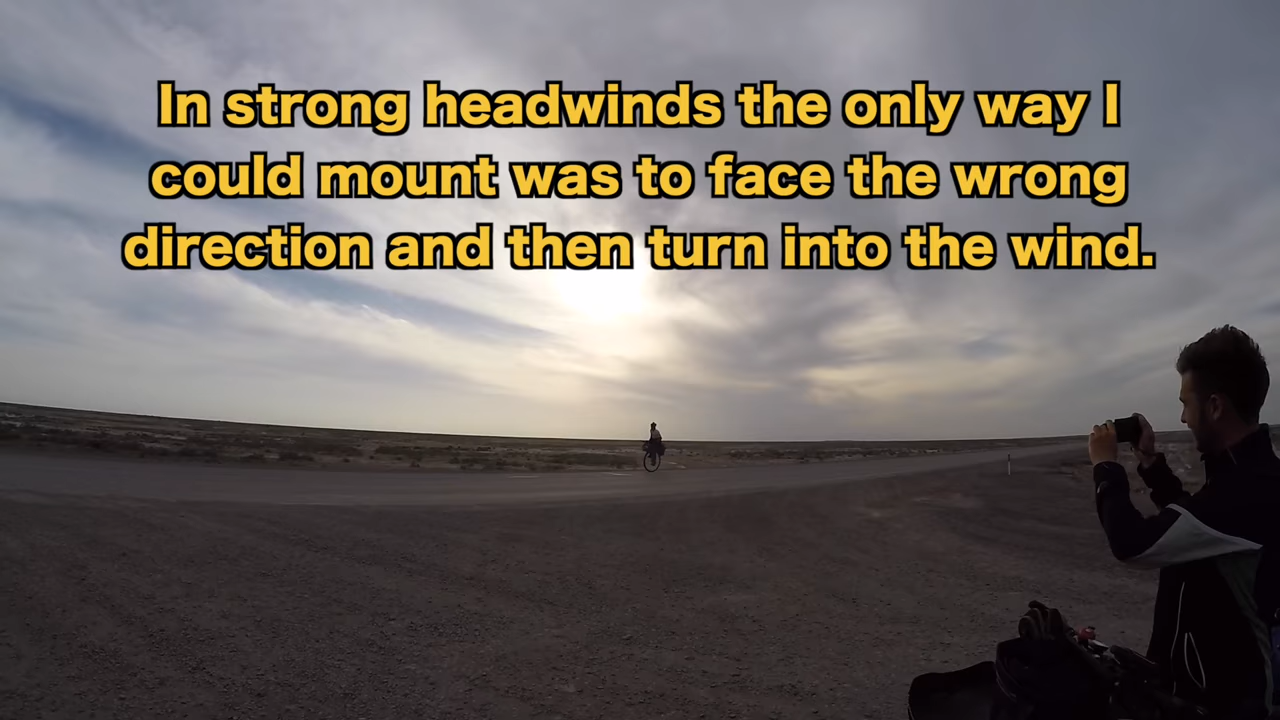 In strong headwinds the only way I
could mount was to face the wrong
direction and then turn into the wind.